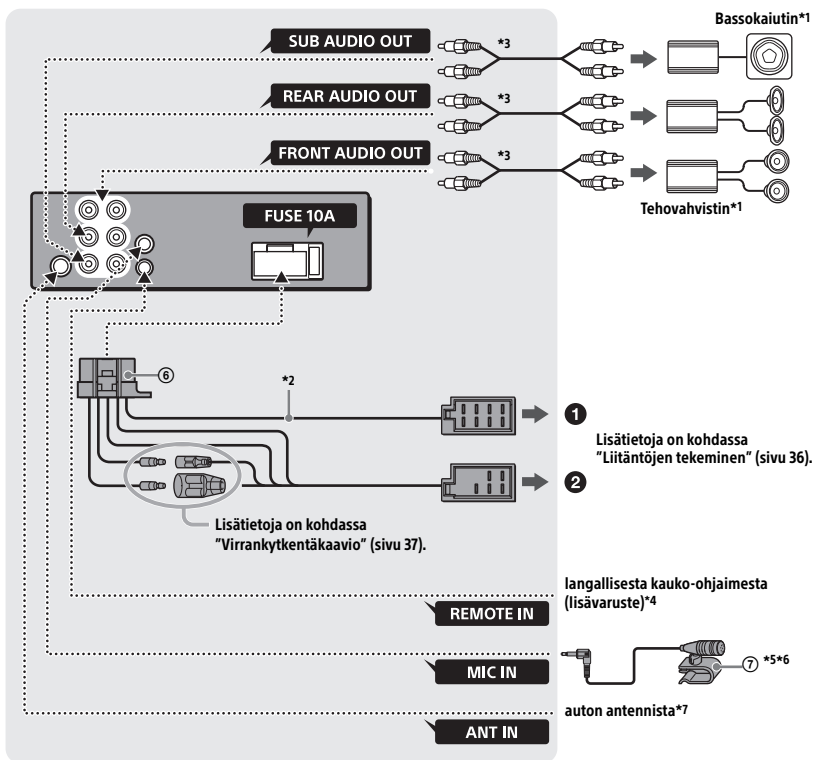 Bassokaiutin*1
SUB AUDIO OUT
*3
REAR AUDIO OUT
*3
FRONT AUDIO OUT
*3
Tehovahvistin*1
FUSE 10A
⑥
*2
❶
Lisätietoja on kohdassa
"Liitäntöjen tekeminen" (sivu 36).
❷
Lisätietoja on kohdassa
"Virrankytkentäkaavio" (sivu 37).
langallisesta kauko-ohjaimesta
(lisävaruste)*4
REMOTE IN
⑦ *5*6
MIC IN
auton antennista*7
ANT IN